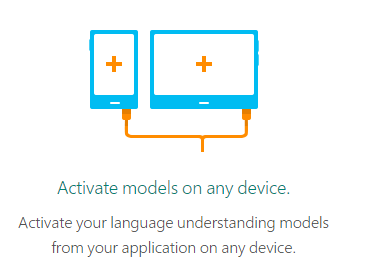 Activate models on any device.
Activate your language understanding models
from your application on any device.